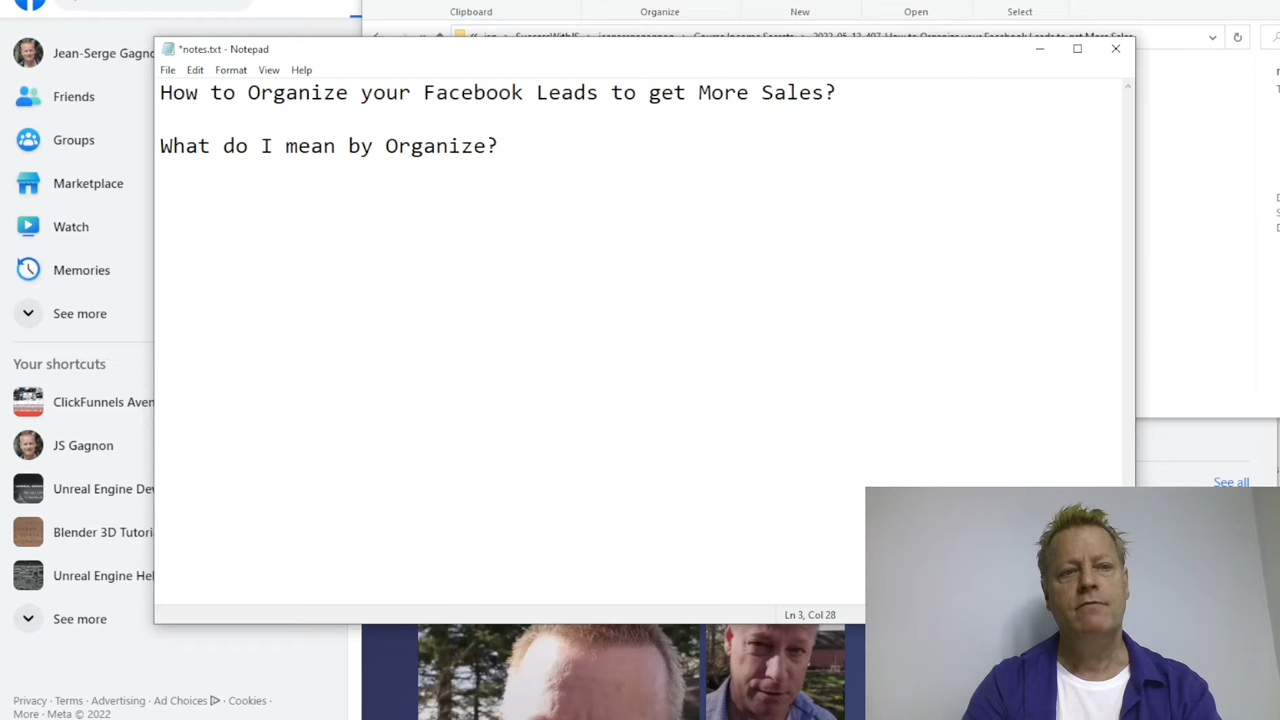 Clipboard
Organize
New
Open
Select
Jean-Serge Gagno
Friends
Groups
Marketplace
Watch
Memories
See more
Your shortcuts
ClickFunnels Aven
JS Gagnon
Unreal Engine Dev
Blender 3D Tutori
Unreal Engine Hel
See more
Privacy · Terms · Advertising · Ad Choices · Cookies ·
More · Meta © 2022
*notes.txt - Notepad
File Edit Format View Help
How to Organize your Facebook Leads to get More Sales?
What do I mean by Organize?
Ln 3, Col 28
See all